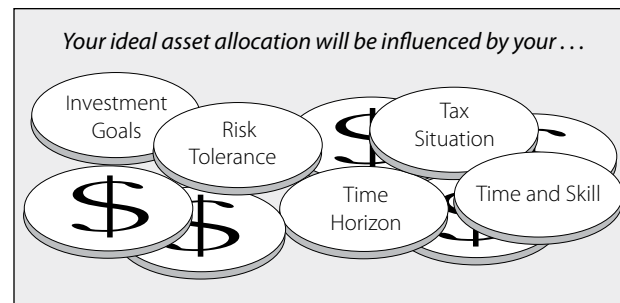 Your ideal asset allocation will be influenced by your . . .
Investment
Goals
Risk
Tolerance
$
Tax
Situation
$
$
Time
Horizon
$
Time and Skill